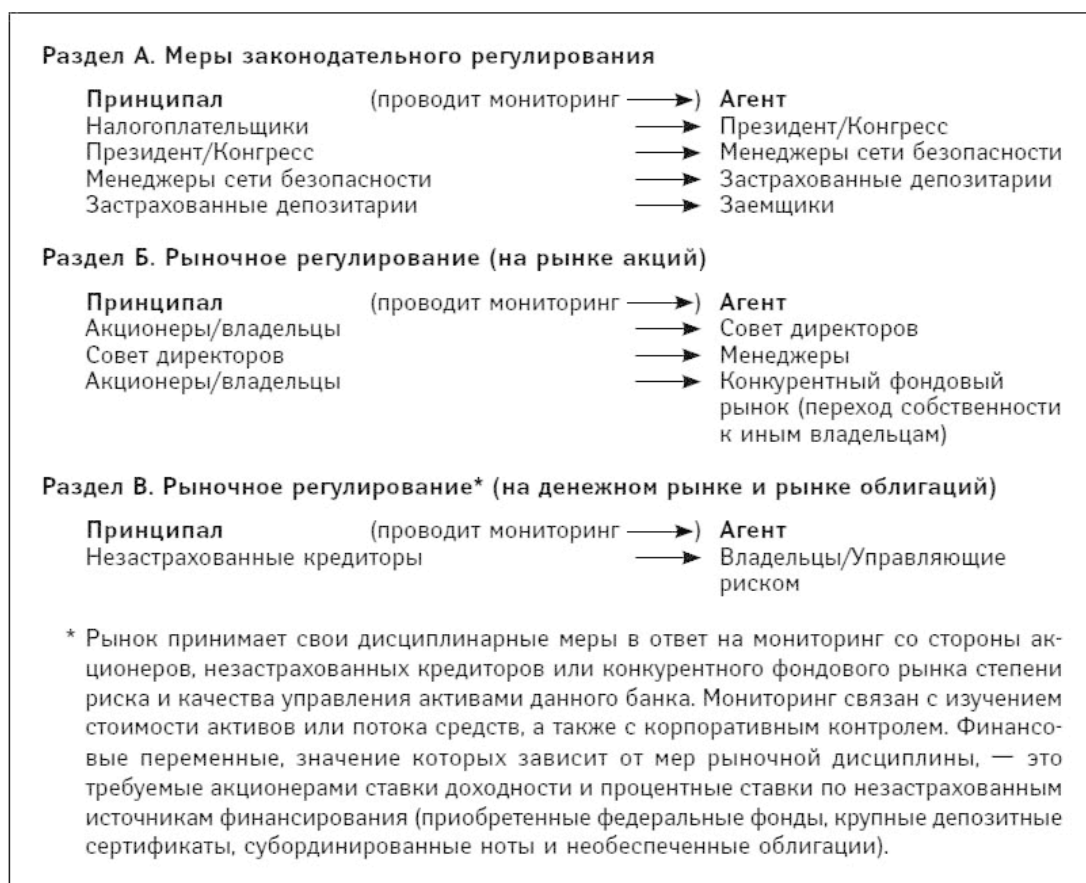 Раздел А. Меры законодательного регулирования
Принципал (проводит мониторинг ⟶) Агент
Налогоплательщики ⟶ Президент/Конгресс
Президент/Конгресс ⟶ Менеджеры сети безопасности
Менеджеры сети безопасности ⟶ Застрахованные депозитарии
Застрахованные депозитарии ⟶ Заемщики
Раздел Б. Рыночное регулирование (на рынке акций)
Принципал (проводит мониторинг ⟶) Агент
Акционеры/владельцы ⟶ Совет директоров
Совет директоров ⟶ Менеджеры
Акционеры/владельцы ⟶ Конкурентный фондовый
рынок (переход собственности
к иным владельцам)
Раздел В. Рыночное регулирование* (на денежном рынке и рынке облигаций)
Принципал (проводит мониторинг ⟶) Агент
Незастрахованные кредиторы ⟶ Владельцы/Управляющие
риском
* Рынок принимает свои дисциплинарные меры в ответ на мониторинг со стороны ак-
ционеров, незастрахованных кредиторов или конкурентного фондового рынка степени
риска и качества управления активами данного банка. Мониторинг связан с изучением
стоимости активов или потока средств, а также с корпоративным контролем. Финансо-
вые переменные, значение которых зависит от мер рыночной дисциплины, — это
требуемые акционерами ставки доходности и процентные ставки по незастрахованным
источникам финансирования (приобретенные федеральные фонды, крупные депозитные
сертификаты, субординированные ноты и необеспеченные облигации).